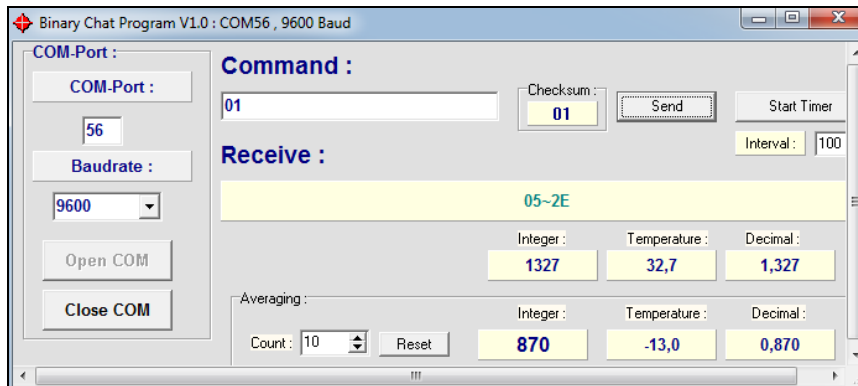 Binary Chat Program V1.0 : COM56 , 9600 Baud
COM-Port :
COM-Port :
56
Baudrate :
9600
Open COM
Close COM
Command :
01
Checksum :
01
Send
Start Timer
Interval :
100
Receive :
05~2E
Integer :
Temperature :
Decimal :
1327
32,7
1,327
Averaging :
Count :
10
Reset
Integer :
Temperature :
Decimal :
870
-13,0
0,870